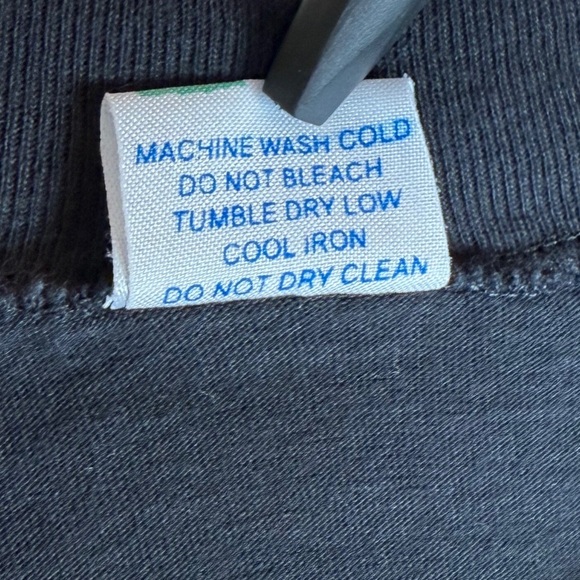 MACHINE WASH COLD
DO NOT BLEACH
TUMBLE DRY LOW
COOL IRON
DO NOT DRY CLEAN